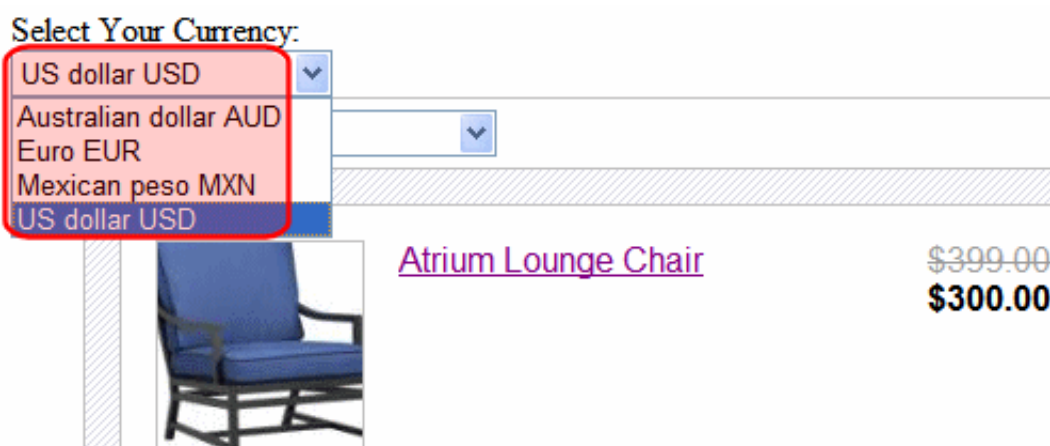 Select Your Currency:
US dollar USD
Australian dollar AUD
Euro EUR
Mexican peso MXN
US dollar USD
Atrium Lounge Chair
$399.00
$300.00